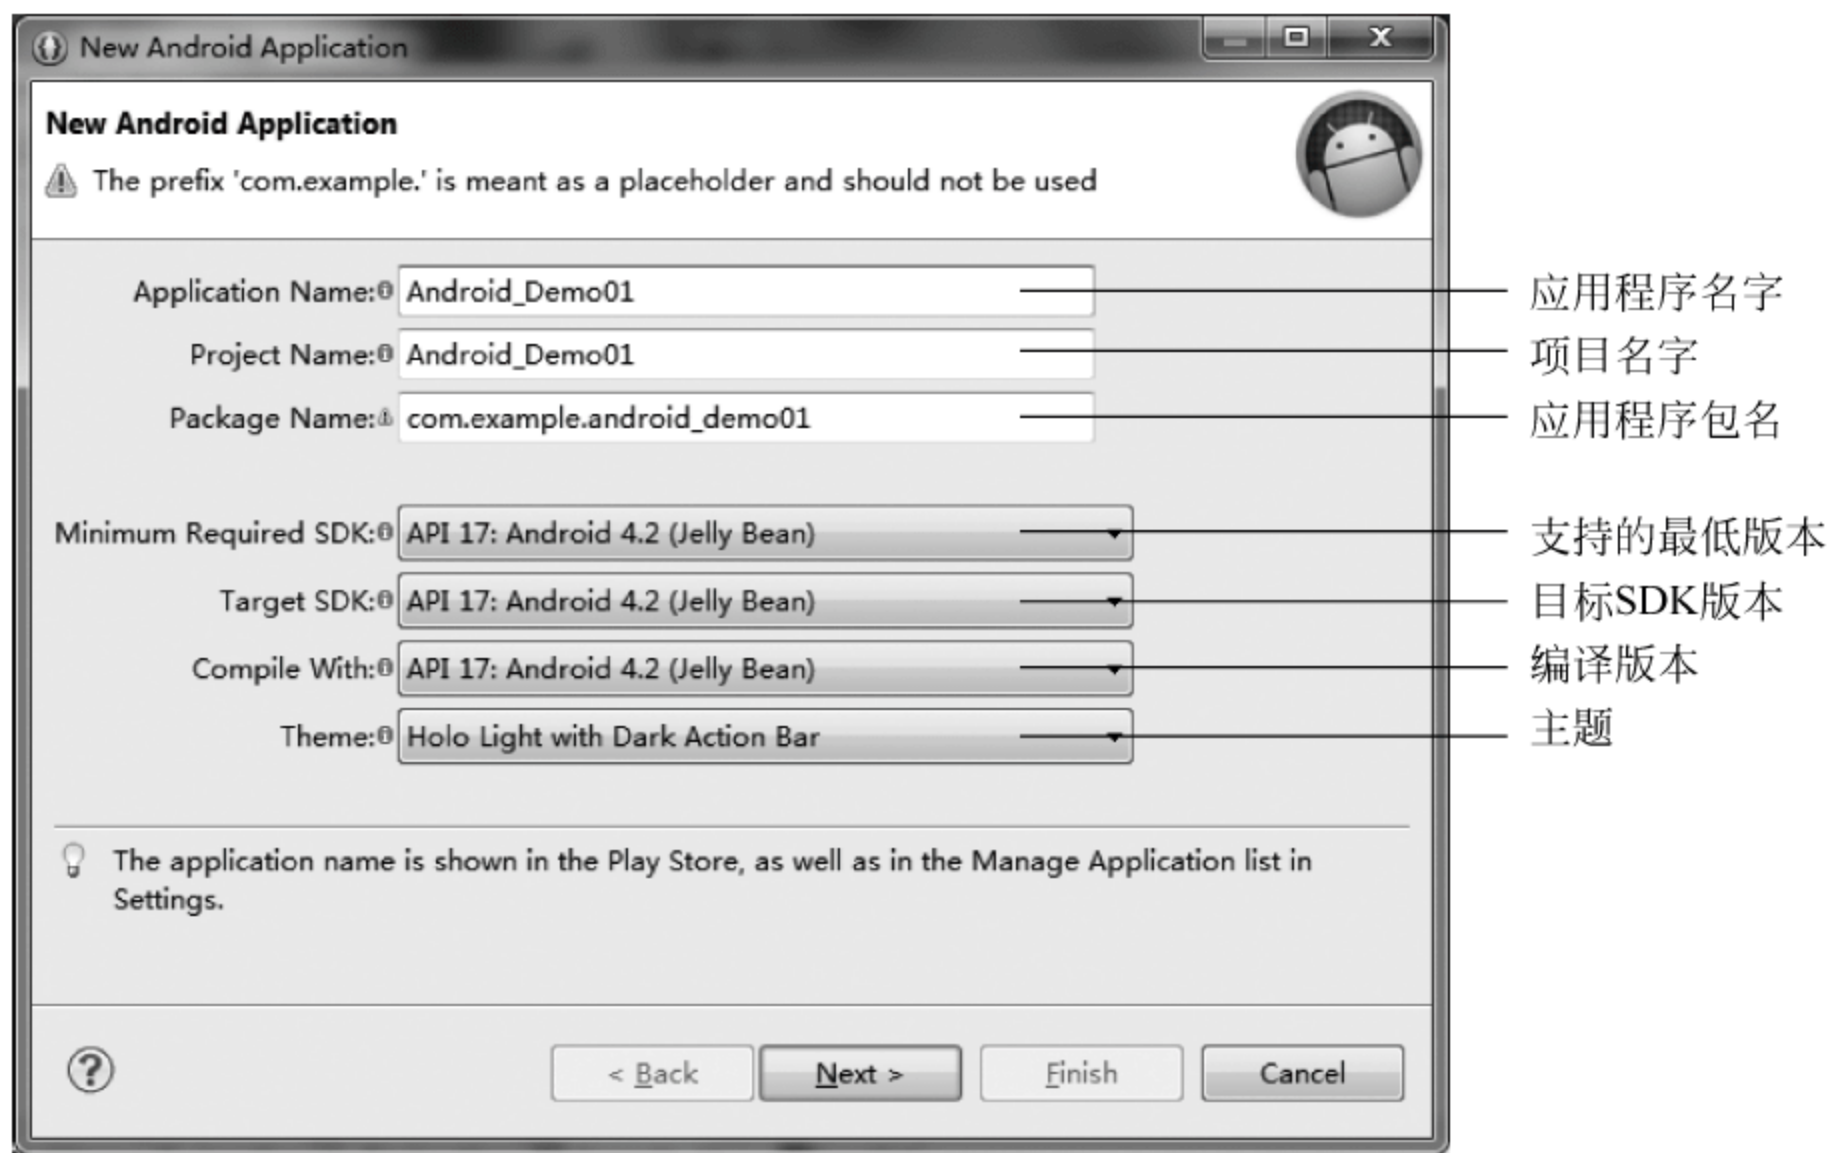 New Android Application
New Android Application
The prefix 'com.example.' is meant as a placeholder and should not be used
Application Name: Android_Demo01 应用程序名字
Project Name: Android_Demo01 项目名字
Package Name: com.example.android_demo01 应用程序包名
Minimum Required SDK: API 17: Android 4.2 (Jelly Bean) 支持的最低版本
Target SDK: API 17: Android 4.2 (Jelly Bean) 目标SDK版本
Compile With: API 17: Android 4.2 (Jelly Bean) 编译版本
Theme: Holo Light with Dark Action Bar 主题
The application name is shown in the Play Store, as well as in the Manage Application list in
Settings.
< Back Next > Finish Cancel